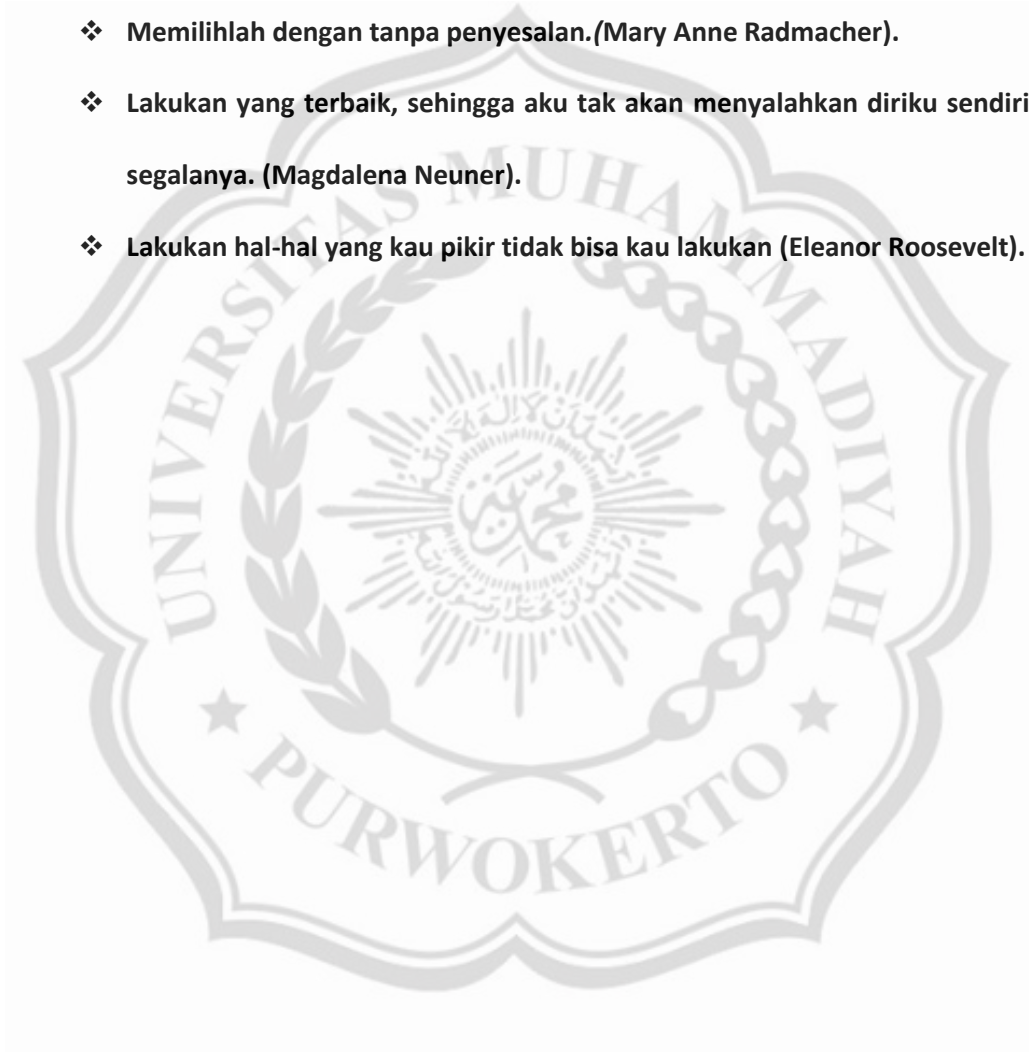 ❖ Memilihlah dengan tanpa penyesalan.(Mary Anne Radmacher).
❖ Lakukan yang terbaik, sehingga aku tak akan menyalahkan diriku sendiri
segalanya. (Magdalena Neuner).
❖ Lakukan hal-hal yang kau pikir tidak bisa kau lakukan (Eleanor Roosevelt).
UNIVERSITAS MUHAMMADIYAH
PURWOKERTO